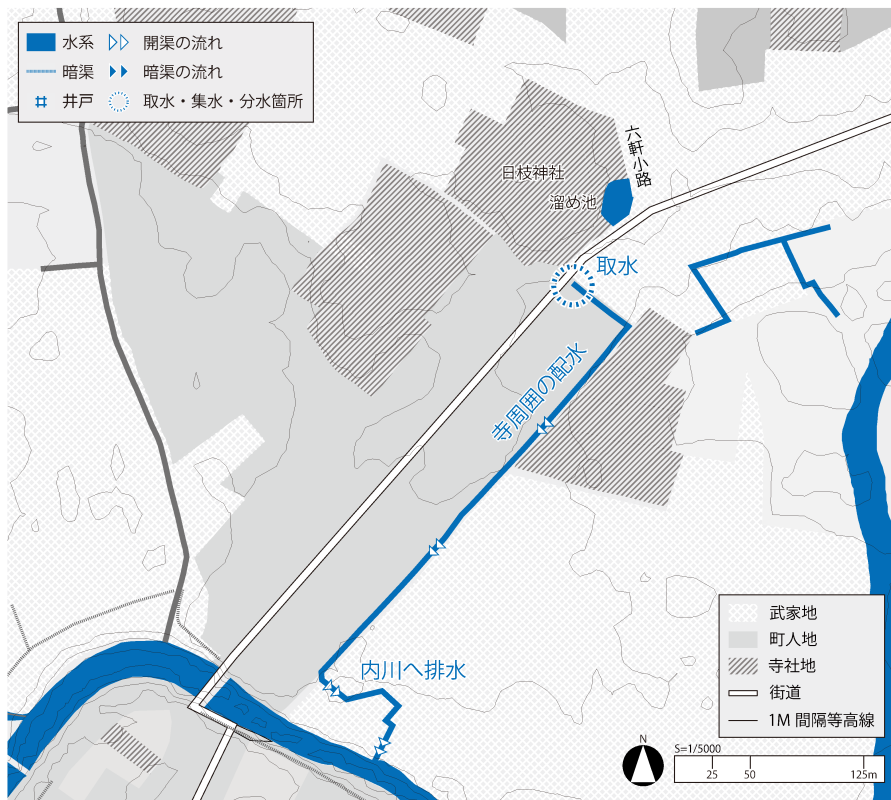 水系
開渠の流れ
暗渠
暗渠の流れ
井戸
取水・集水・分水箇所
六軒小路
日枝神社
溜め池
取水
寺周囲の配水
内川へ排水
武家地
町人地
寺社地
街道
1M 間隔等高線
N
S=1/5000
25 50 125m